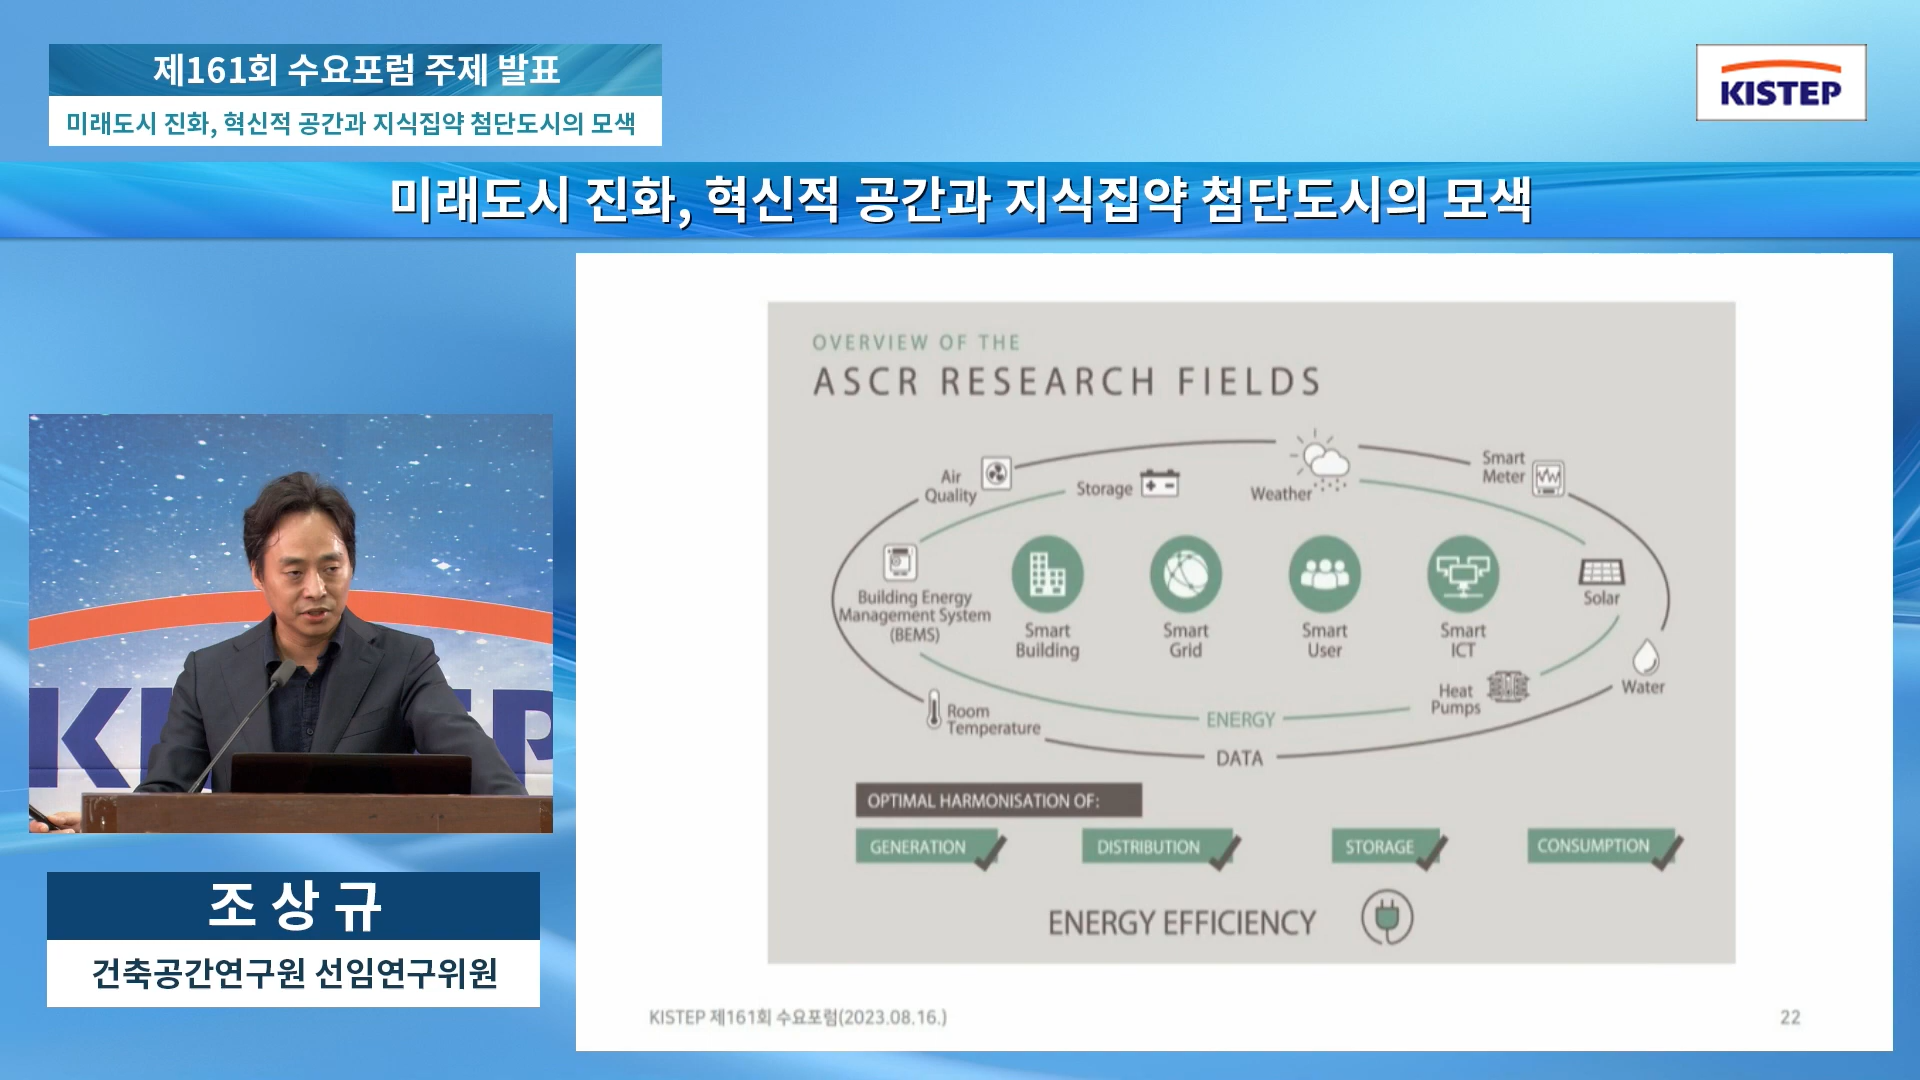 제161회 수요포럼 주제 발표
미래도시 진화, 혁신적 공간과 지식집약 첨단도시의 모색
KISTEP
미래도시 진화, 혁신적 공간과 지식집약 첨단도시의 모색
OVERVIEW OF THE
ASCR RESEARCH FIELDS
Air
Quality
Storage
Weather
Smart
Meter
Building Energy
Management System
(BEMS)
Smart
Building
Smart
Grid
Smart
User
Smart
ICT
Solar
Water
Heat
Pumps
Room
Temperature
ENERGY
DATA
OPTIMAL HARMONISATION OF:
GENERATION
DISTRIBUTION
STORAGE
CONSUMPTION
ENERGY EFFICIENCY
KISTEP 제161회 수요포럼(2023.08.16.)
22
조상규
건축공간연구원 선임연구위원